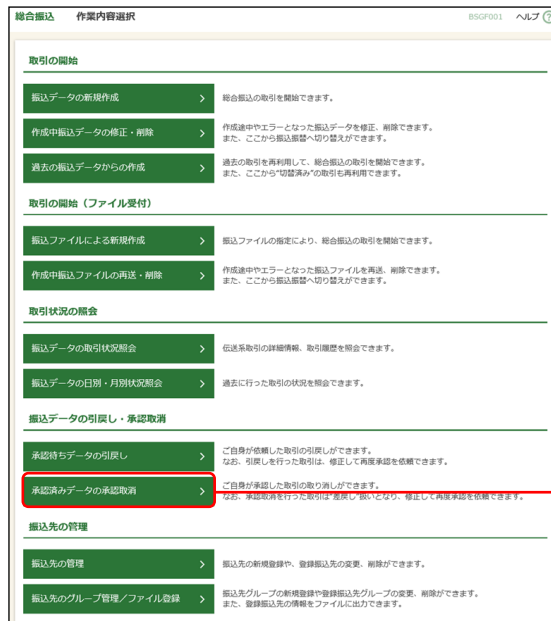 総合振込 作業内容選択 BSGF001 ヘルプ ?
取引の開始
振込データの新規作成 総合振込の取引を開始できます。
作成中振込データの修正・削除 作成途中やエラーとなった振込データを修正、削除できます。
また、ここから振込振替へ切り替えができます。
過去の振込データからの作成 過去の取引を再利用して、総合振込の取引を開始できます。
また、ここから“切替済み”の取引も再利用できます。
取引の開始（ファイル受付）
振込ファイルによる新規作成 振込ファイルの指定により、総合振込の取引を開始できます。
作成中振込ファイルの再送・削除 作成途中やエラーとなった振込ファイルを再送、削除できます。
また、ここから振込振替へ切り替えができます。
取引状況の照会
振込データの取引状況照会 伝送系取引の詳細情報、取引履歴を照会できます。
振込データの日別・月別状況照会 過去に行った取引の状況を照会できます。
振込データの引戻し・承認取消
承認待ちデータの引戻し ご自身が依頼した取引の引戻しができます。
なお、引戻しを行った取引は、修正して再度承認を依頼できます。
承認済みデータの承認取消 ご自身が承認した取引の取り消しができます。
なお、承認取消を行った取引は“差戻し”扱いとなり、修正して再度承認を依頼できます。
振込先の管理
振込先の管理 振込先の新規登録や、登録振込先の変更、削除ができます。
振込先のグループ管理／ファイル登録 振込先グループの新規登録や登録振込先グループの変更、削除ができます。
また、登録振込先の情報をファイルに出力できます。